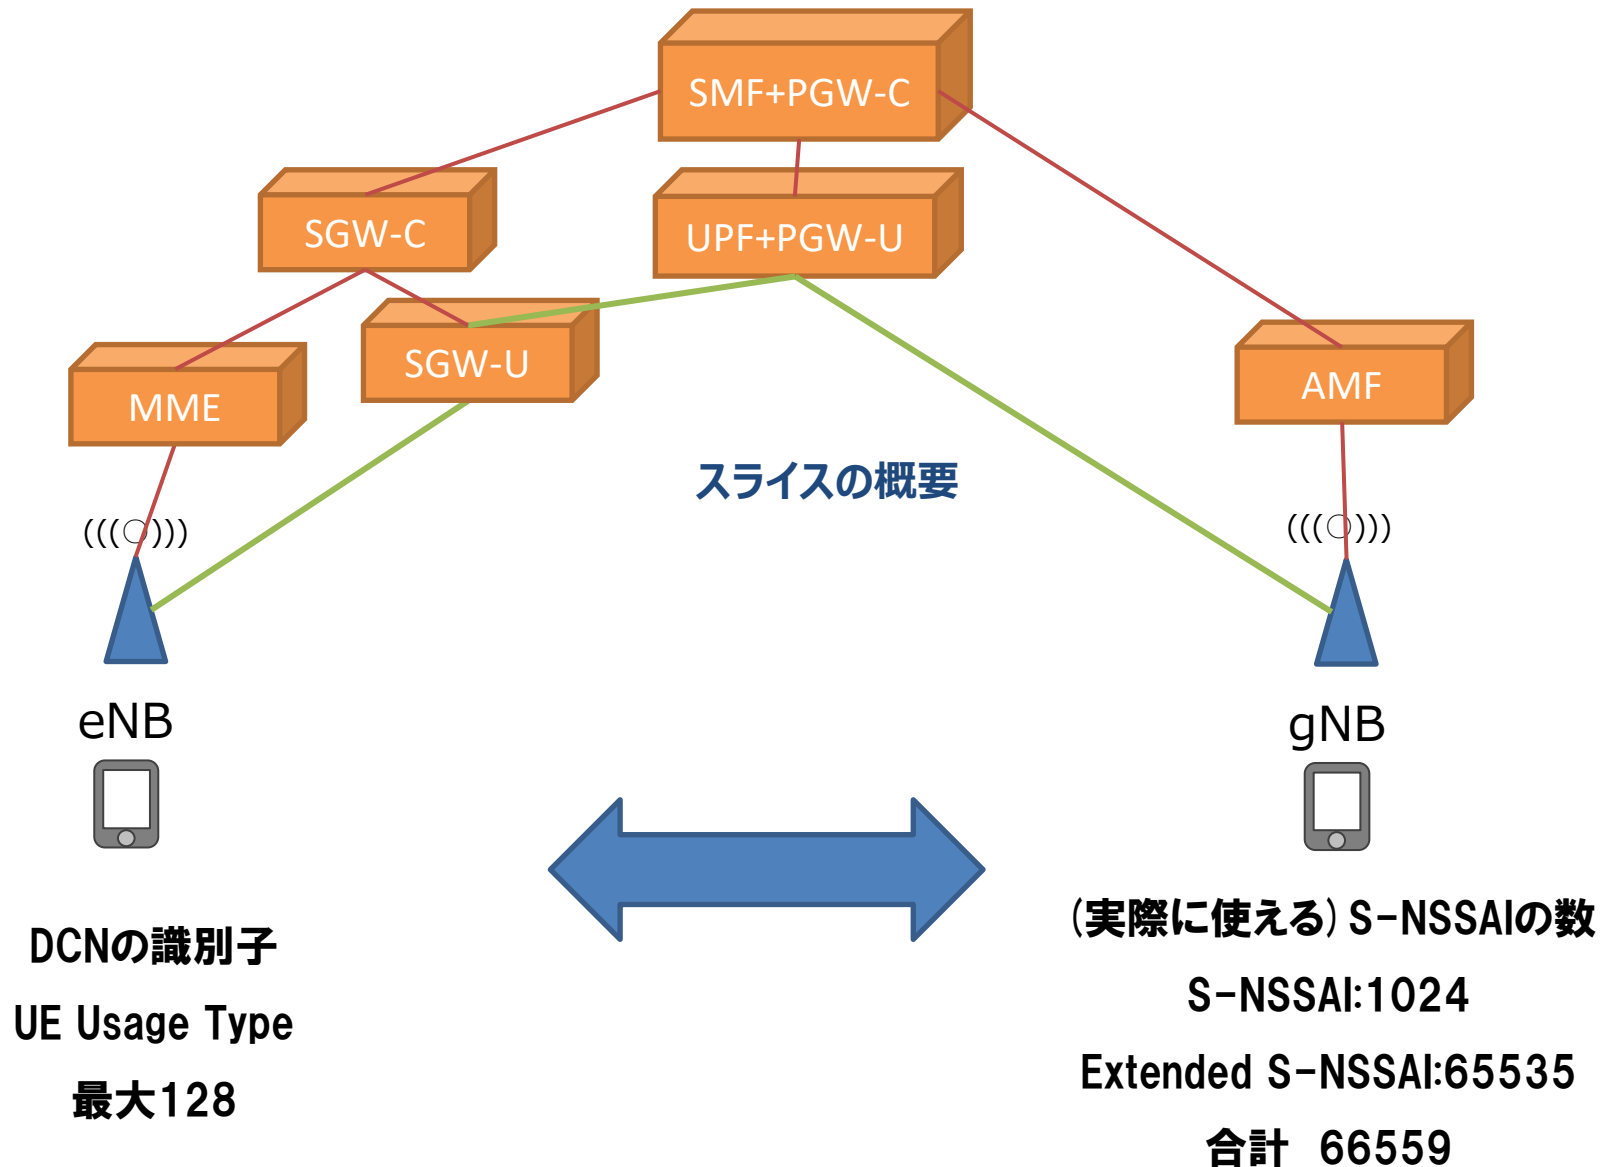 SMF+PGW-C
SGW-C
UPF+PGW-U
SGW-U
MME
AMF
スライスの概要
(((○)))
(((○)))
eNB
gNB
DCNの識別子
UE Usage Type
最大128
(実際に使える)S-NSSAIの数
S-NSSAI:1024
Extended S-NSSAI:65535
合計　66559